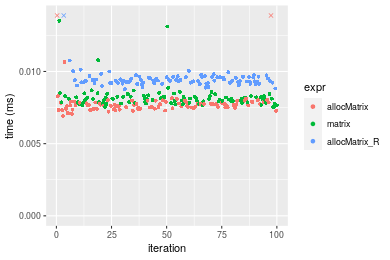 time (ms)
0.010
0.005
0.000
0
25
50
75
100
iteration
expr
allocMatrix
matrix
allocMatrix_R